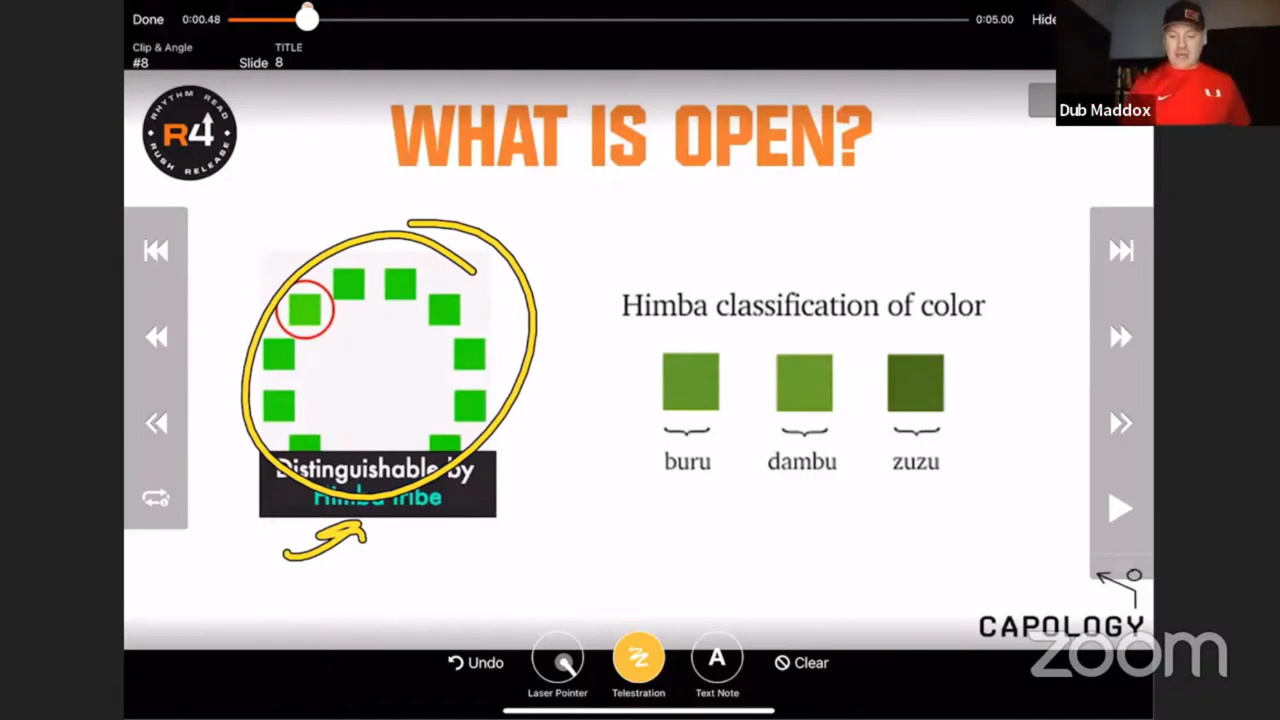 Done 0:00.48 0:05.00 Hide
Clip & Angle TITLE
#8 Slide 8
Dub Maddox
RHYTHM READ
R4
RUSH RELEASE
WHAT IS OPEN?
Himba classification of color
buru dambu zuzu
Distinguishable by
Himba Tribe
CAPOLOGY
zoom
Undo Clear
A
Laser Pointer Telestration Text Note